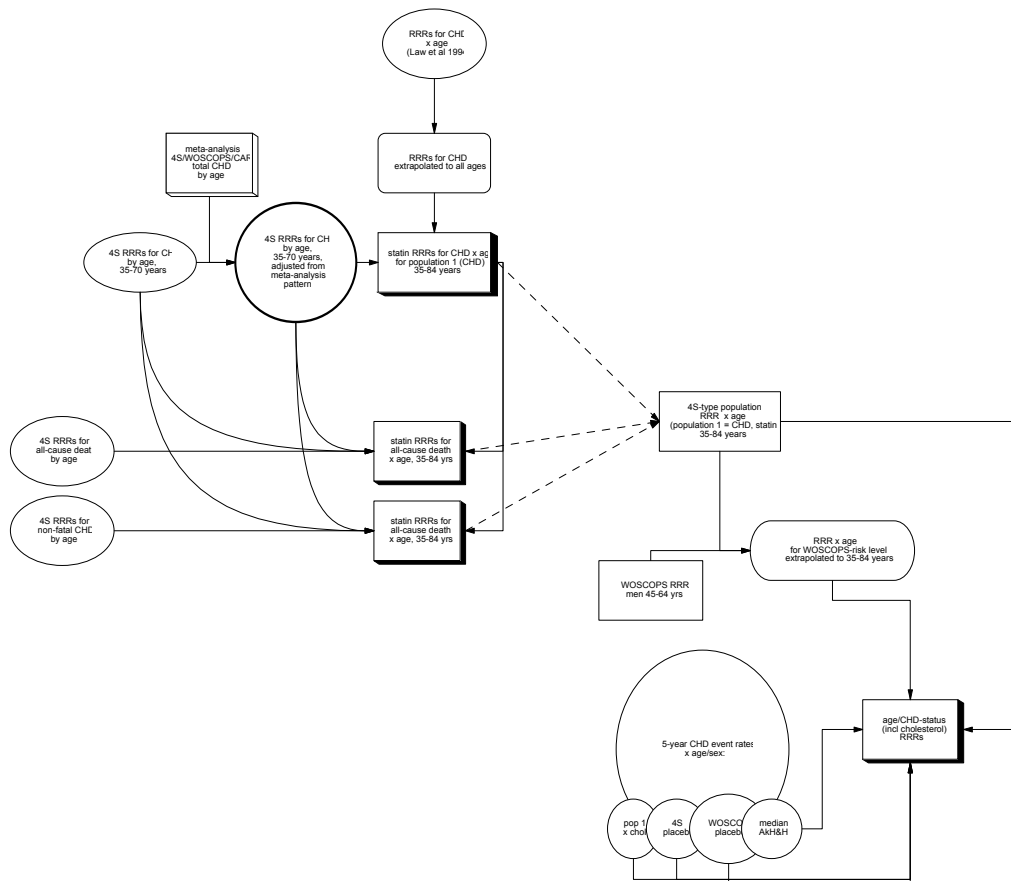 RRRs for CHD
x age
(Law et al 199
meta-analysis
4S/WOSCOPS/CAR
total CHD
by age
RRRs for CHD
extrapolated to all ages
4S RRRs for CH
by age,
35-70 years
4S RRRs for CH
by age,
35-70 years,
adjusted from
meta-analysis
pattern
statin RRRs for CHD x ag
for population 1 (CHD)
35-84 years
4S-type population
RRR x age
(population 1 = CHD, statin
35-84 years
4S RRRs for
all-cause deat
by age
statin RRRs for
all-cause death
x age, 35-84 yrs
4S RRRs for
non-fatal CHD
by age
statin RRRs for
all-cause death
x age, 35-84 yrs
RRR x age
for WOSCOPS-risk level
extrapolated to 35-84 years
WOSCOPS RRR
men 45-64 yrs
age/CHD-status
(incl cholesterol)
RRRs
5-year CHD event rates
x age/sex:
pop 1
x chol
4S
placeb
WOSCO
placeb
median
AkH&H